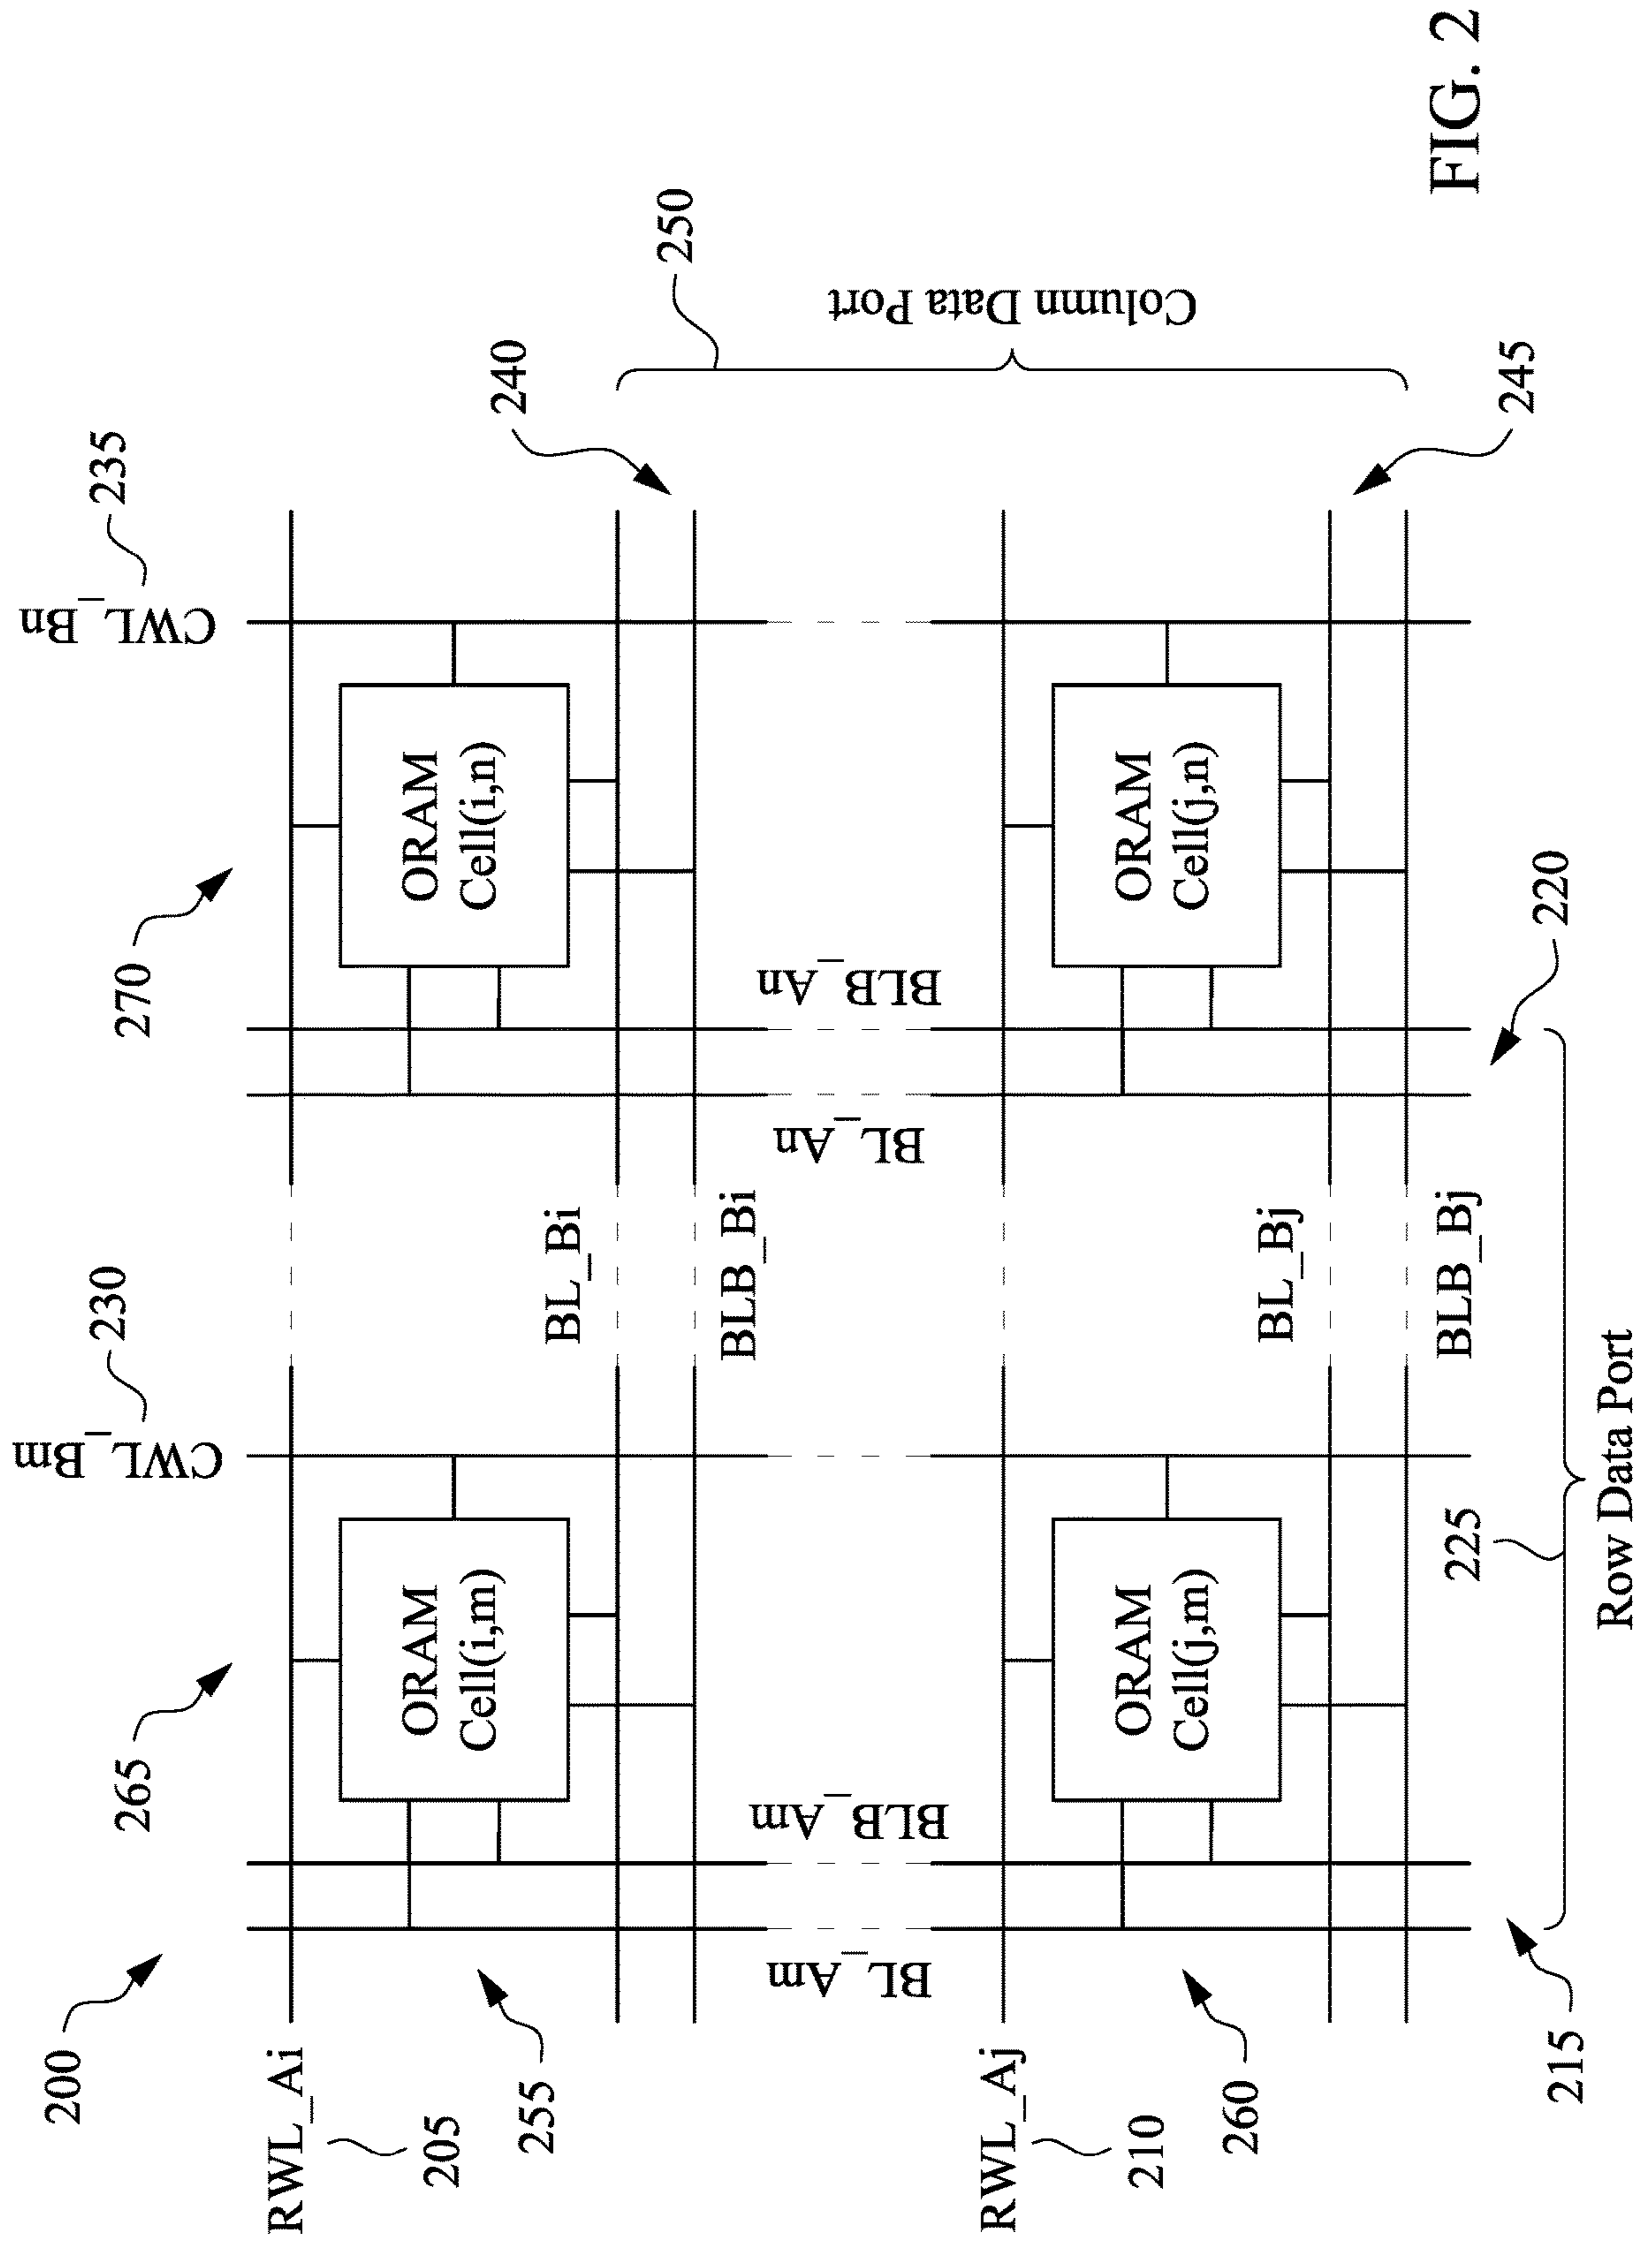 200
265
CWL_Bm
230
270
CWL_Bn
235
RWL_Ai
205
255
ORAM
Cell(i,m)
ORAM
Cell(i,n)
240
250
BL_Bi
BLB_Bi
BL_Am
BLB_Am
BL_An
BLB_An
Column Data Port
RWL_Aj
210
260
ORAM
Cell(j,m)
ORAM
Cell(j,n)
BL_Bj
BLB_Bj
245
215
225
220
Row Data Port
FIG. 2